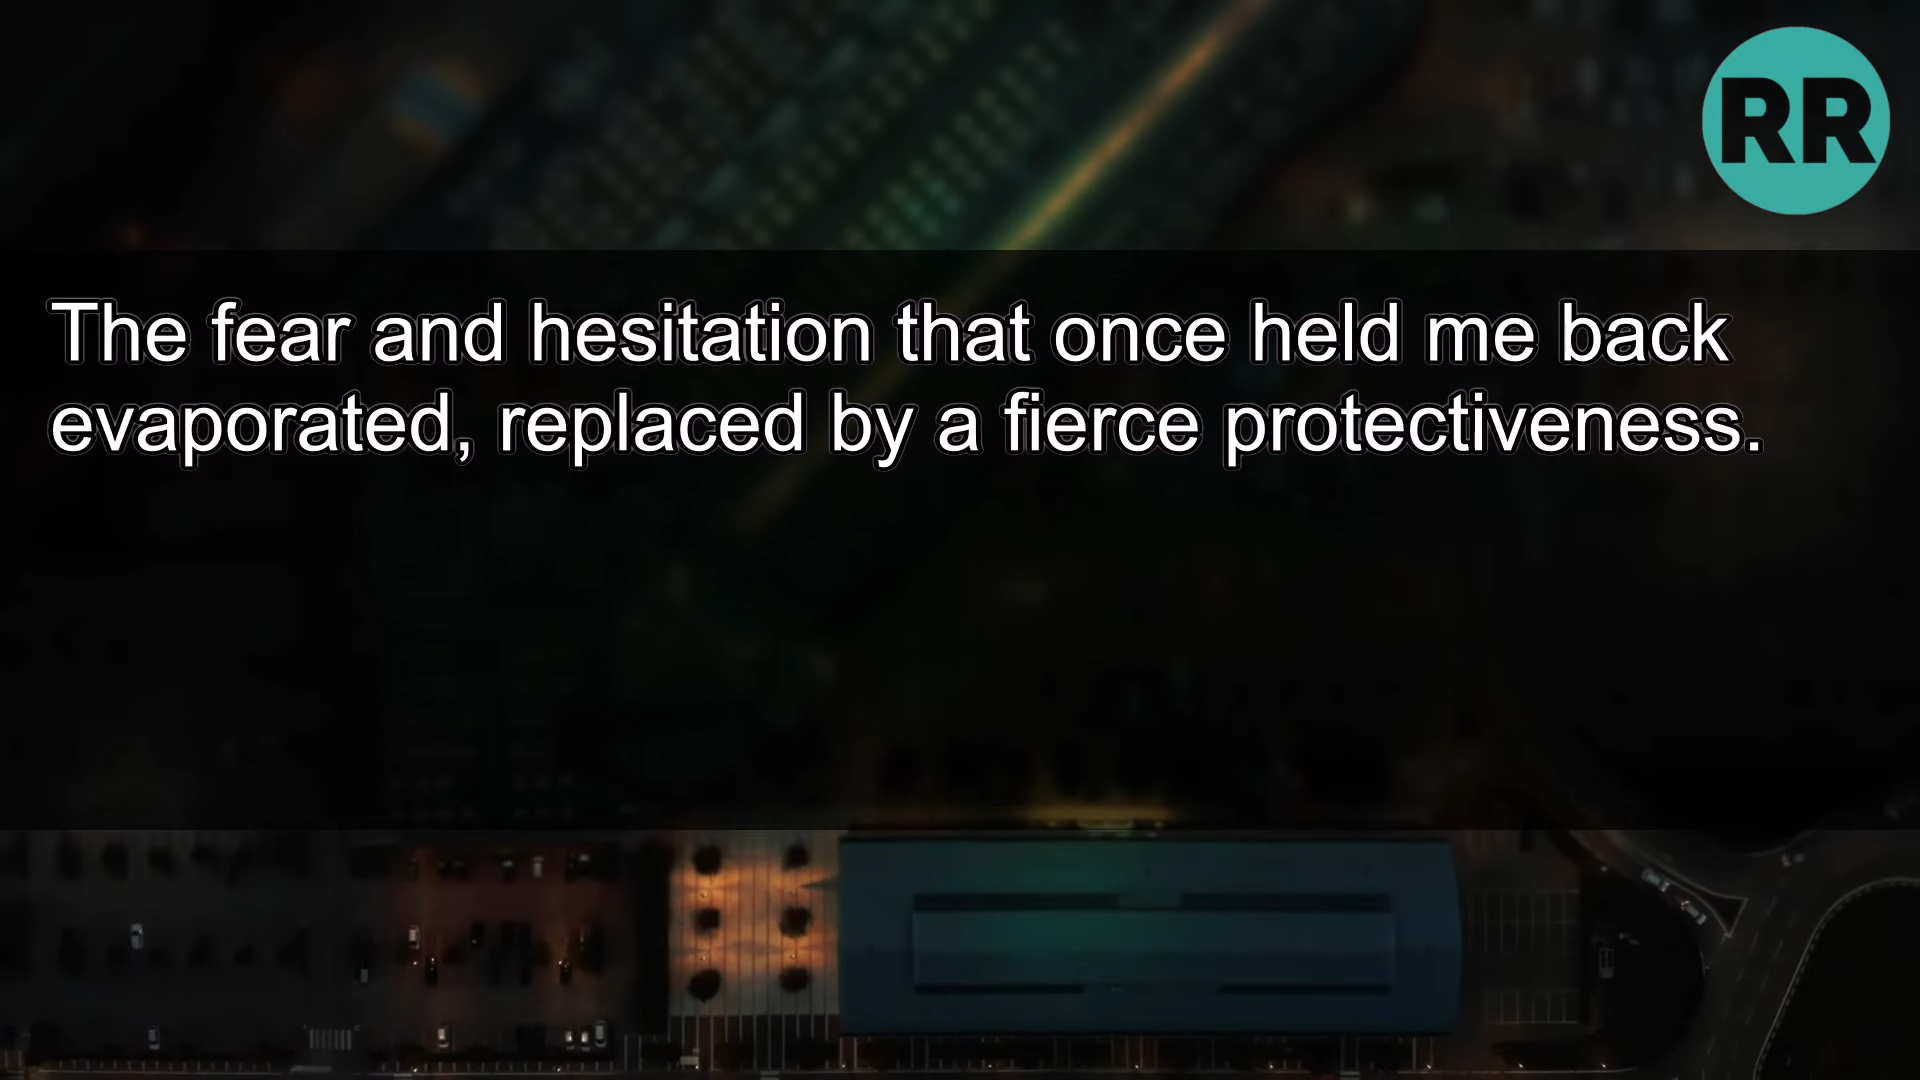 RR
The fear and hesitation that once held me back
evaporated, replaced by a fierce protectiveness.